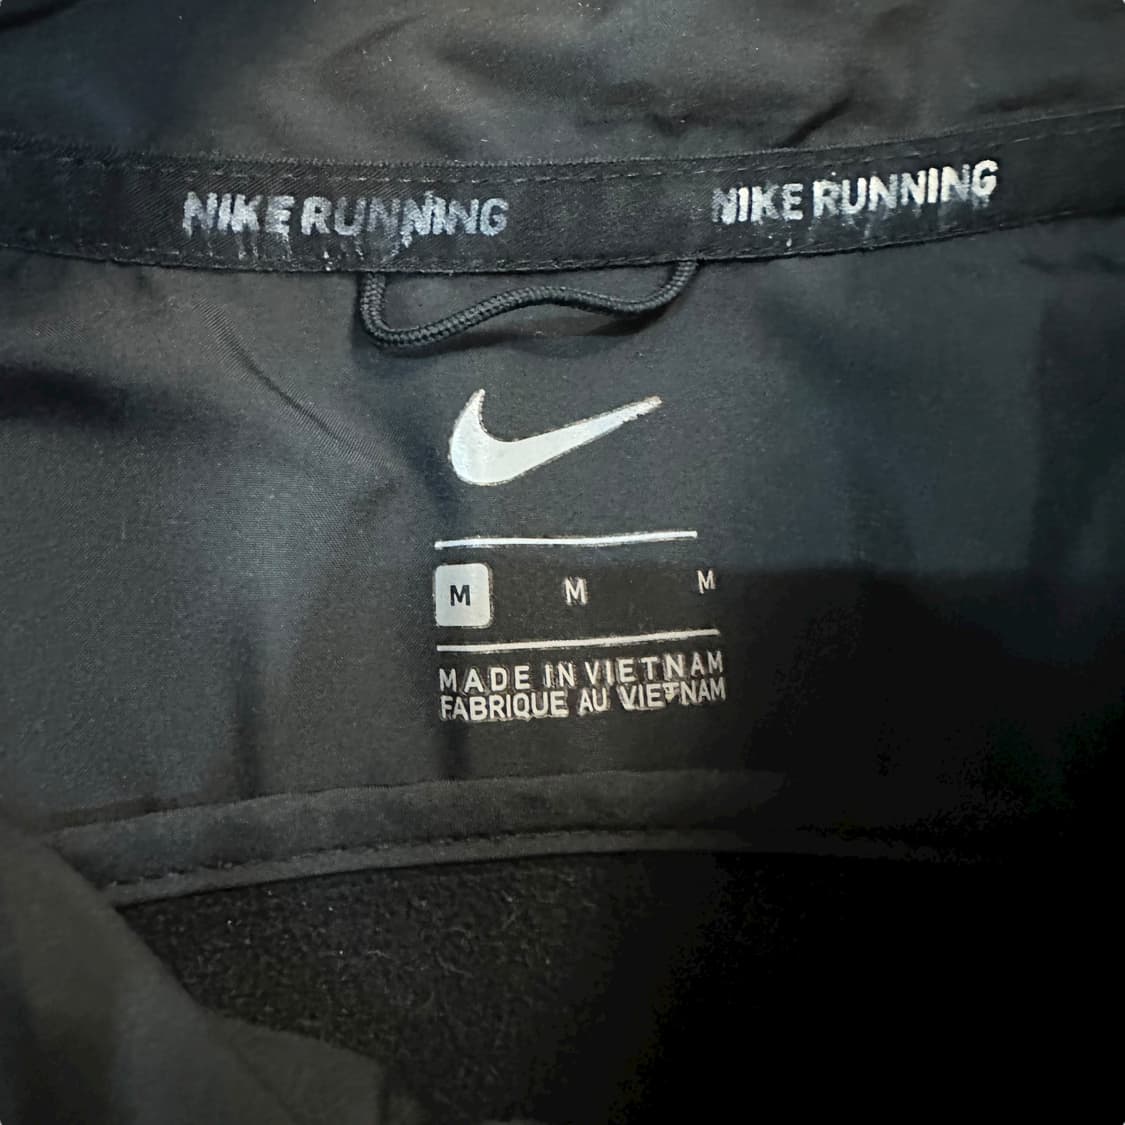 NIKE RUNNING NIKE RUNNING
M M M
MADE IN VIETNAM
FABRIQUE AU VIETNAM